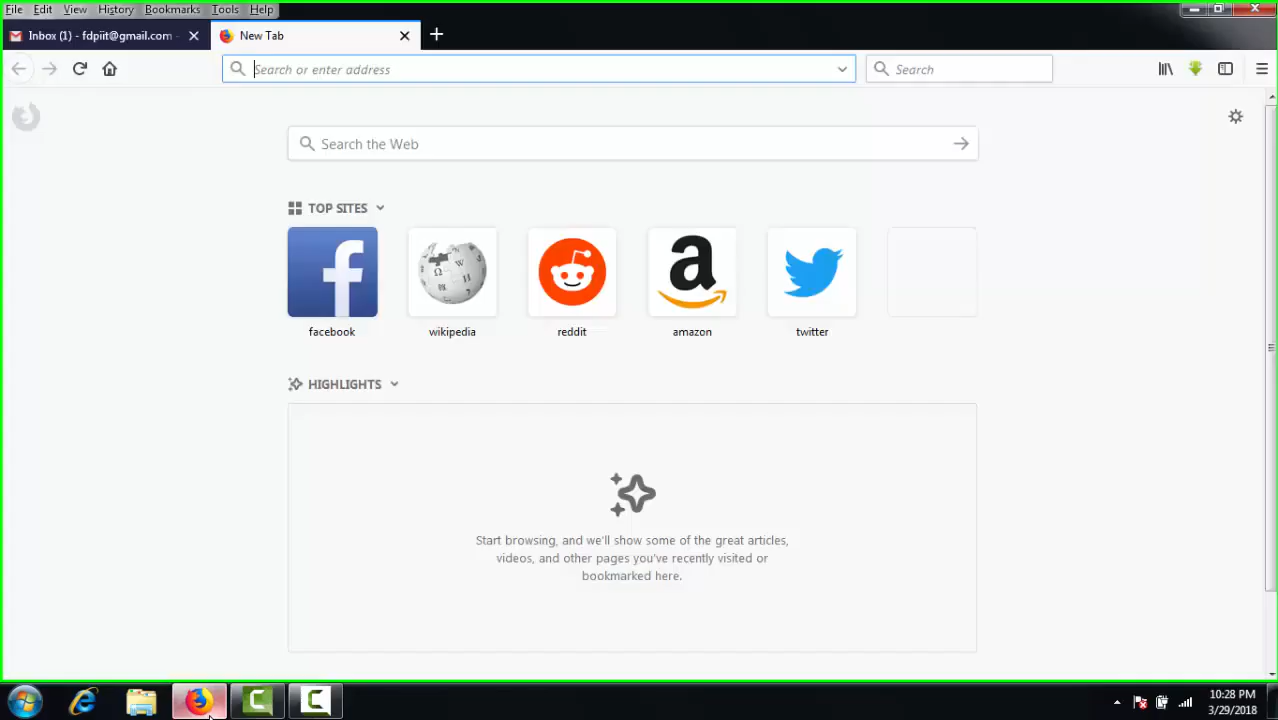 File Edit View History Bookmarks Tools Help
Inbox (1) - fdpiit@gmail.com -
New Tab
Search or enter address
Search
Search the Web
TOP SITES
facebook
wikipedia
reddit
amazon
twitter
HIGHLIGHTS
Start browsing, and we'll show some of the great articles,
videos, and other pages you've recently visited or
bookmarked here.
10:28 PM
3/29/2018